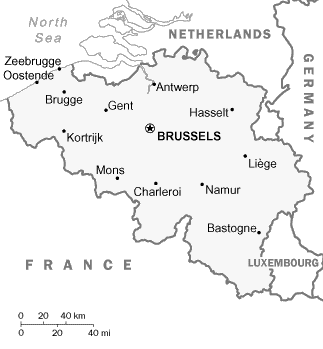 North
Sea
NETHERLANDS
Zeebrugge
Oostende
Brugge
Gent
Antwerp
Hasselt
GERMANY
Kortrijk
BRUSSELS
Liège
Mons
Charleroi
Namur
Bastogne
FRANCE
LUXEMBOURG
0 20 40 km
0 20 40 mi